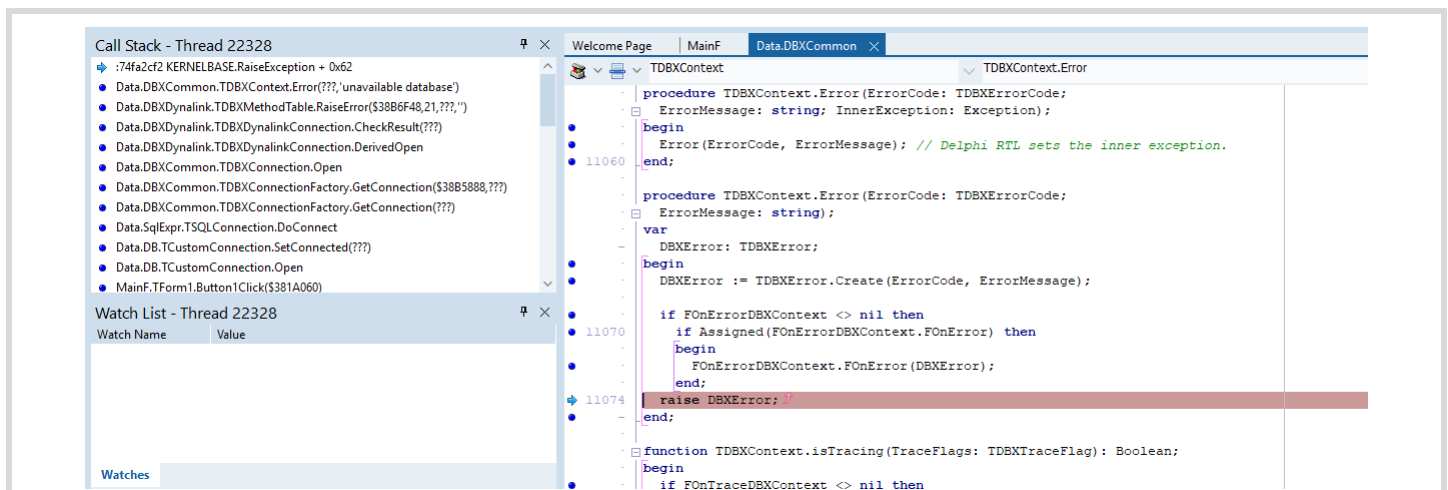 Call Stack - Thread 22328
:74fa2cf2 KERNELBASE.RaiseException + 0x62
Data.DBXCommon.TDBXContext.Error(???,'unavailable database')
Data.DBXDynalink.TDBXMethodTable.RaiseError($38B6F48,21,???,'')
Data.DBXDynalink.TDBXDynalinkConnection.CheckResult(???)
Data.DBXDynalink.TDBXDynalinkConnection.DerivedOpen
Data.DBXCommon.TDBXConnection.Open
Data.DBXCommon.TDBXConnectionFactory.GetConnection($38B5888,???)
Data.DBXCommon.TDBXConnectionFactory.GetConnection(???)
Data.SqlExpr.TSQLConnection.DoConnect
Data.DB.TCustomConnection.SetConnected(???)
Data.DB.TCustomConnection.Open
MainF.TForm1.Button1Click($381A060)
Watch List - Thread 22328
Watch Name Value
Watches
Welcome Page MainF Data.DBXCommon
TDBXContext TDBXContext.Error
procedure TDBXContext.Error(ErrorCode: TDBXErrorCode;
ErrorMessage: string; InnerException: Exception);
begin
Error(ErrorCode, ErrorMessage); // Delphi RTL sets the inner exception.
11060 end;
procedure TDBXContext.Error(ErrorCode: TDBXErrorCode;
ErrorMessage: string);
var
DBXError: TDBXError;
begin
DBXError := TDBXError.Create(ErrorCode, ErrorMessage);
if FOnErrorDBXContext <> nil then
11070 if Assigned(FOnErrorDBXContext.FOnError) then
begin
FOnErrorDBXContext.FOnError(DBXError);
end;
11074 raise DBXError;
end;
function TDBXContext.isTracing(TraceFlags: TDBXTraceFlag): Boolean;
begin
if FOnTraceDBXContext <> nil then